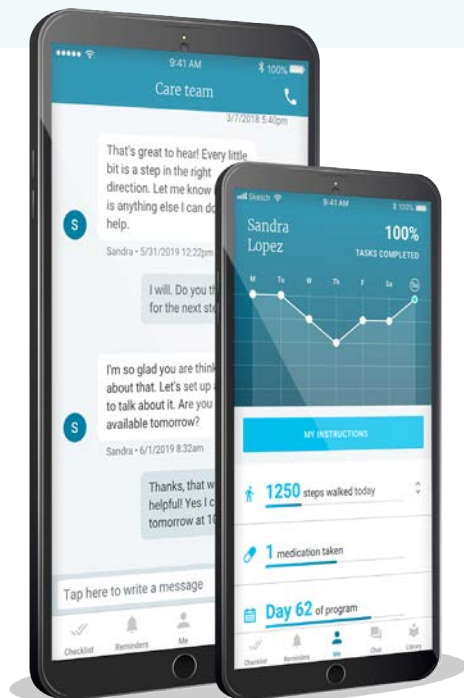 9:41 AM
100%
Care team
3/7/2018 5:40pm
That's great to hear! Every little
bit is a step in the right
direction. Let me know
is anything else I can do
help.
S
Sandra • 5/31/2019 12:22pm
I will. Do you
for the next
I'm so glad you are
about that. Let's set up
to talk about it. Are you
available tomorrow?
S
Sandra • 6/1/2019 8:32am
Thanks, that
helpful! Yes I
tomorrow at
Tap here to write a message
Checklist
Reminders
Me
Sketch
9:41 AM
100%
Sandra
Lopez
100%
TASKS COMPLETED
M Tu W Th F Sa Su
MY INSTRUCTIONS
1250 steps walked today
1 medication taken
Day 62 of program
Checklist
Reminders
Me
Chat
Library